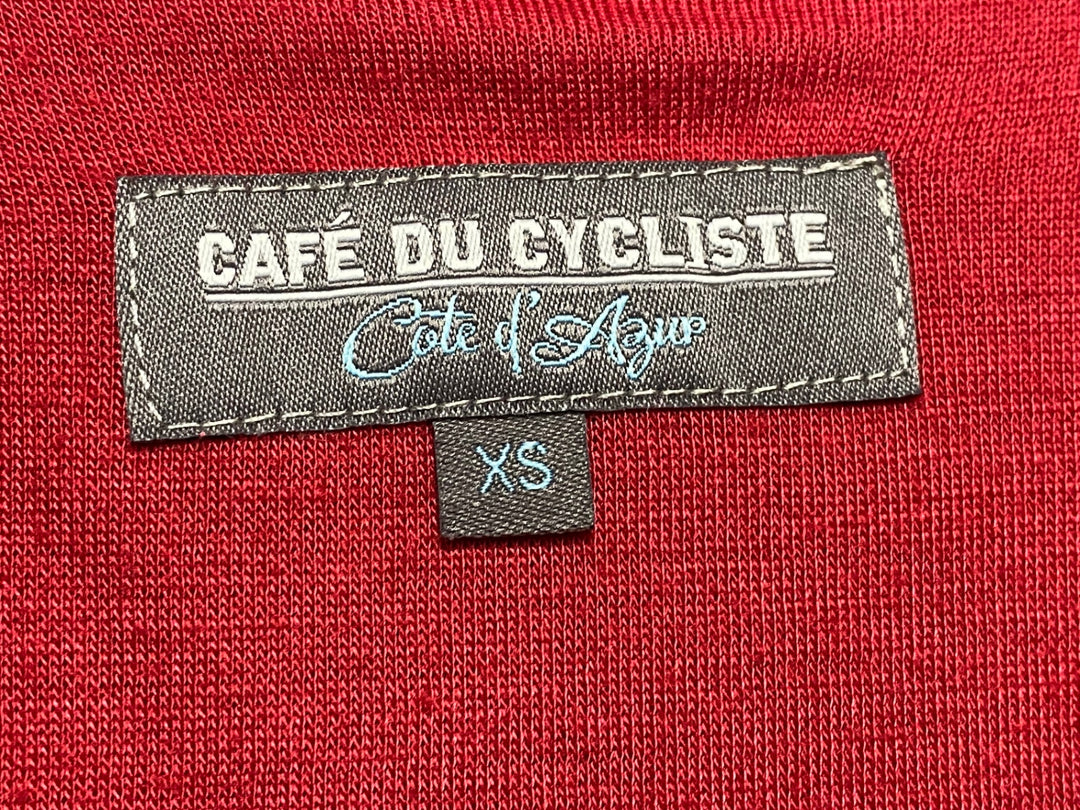 CAFÉ DU CYCLISTE
Cote d'Azur
XS